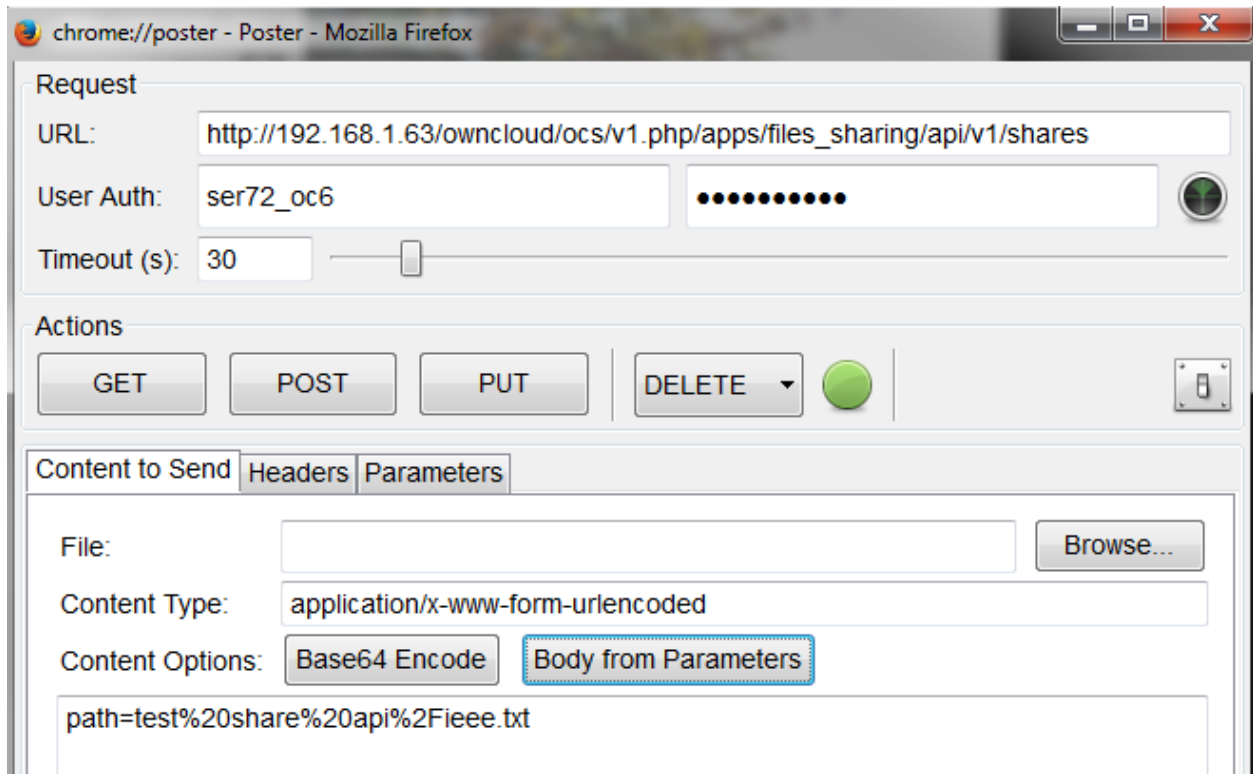 chrome://poster - Poster - Mozilla Firefox
Request
URL: http://192.168.1.63/owncloud/ocs/v1.php/apps/files_sharing/api/v1/shares
User Auth: ser72_oc6 ●●●●●●●●●●
Timeout (s): 30
Actions
GET POST PUT DELETE
Content to Send Headers Parameters
File: Browse...
Content Type: application/x-www-form-urlencoded
Content Options: Base64 Encode Body from Parameters
path=test%20share%20api%2Fieee.txt